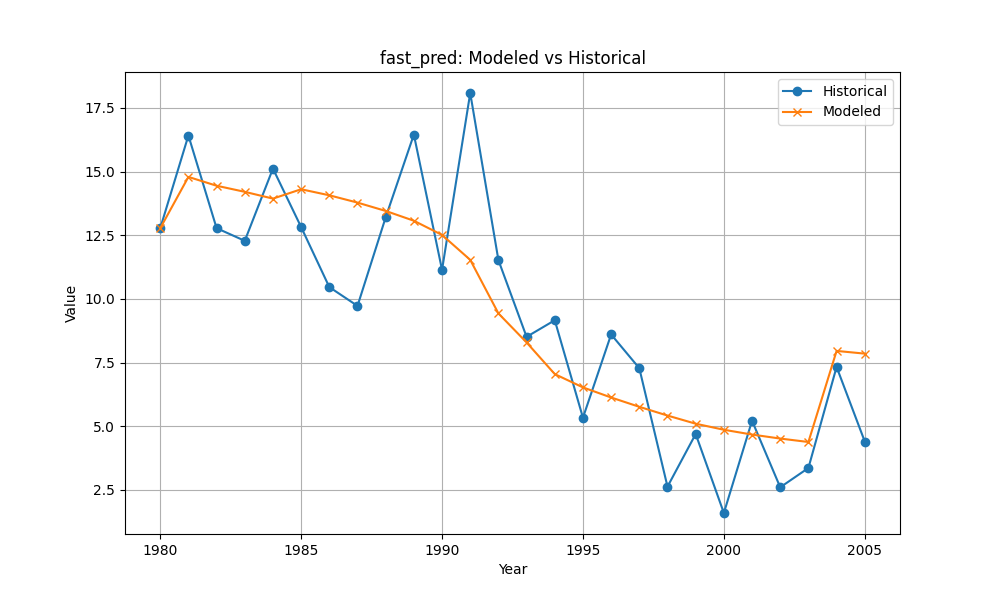 fast_pred: Modeled vs Historical
Historical
Modeled
17.5
15.0
12.5
10.0
7.5
5.0
2.5
Value
1980
1985
1990
1995
2000
2005
Year